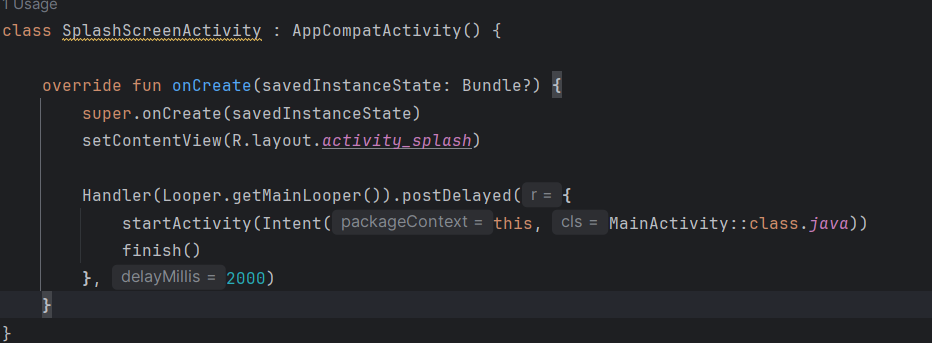 1 Usage
class SplashScreenActivity : AppCompatActivity() {
override fun onCreate(savedInstanceState: Bundle?) {
super.onCreate(savedInstanceState)
setContentView(R.layout.activity_splash)
Handler(Looper.getMainLooper()).postDelayed( r = {
startActivity(Intent( packageContext = this, cls = MainActivity::class.java))
finish()
}, delayMillis = 2000)
}
}